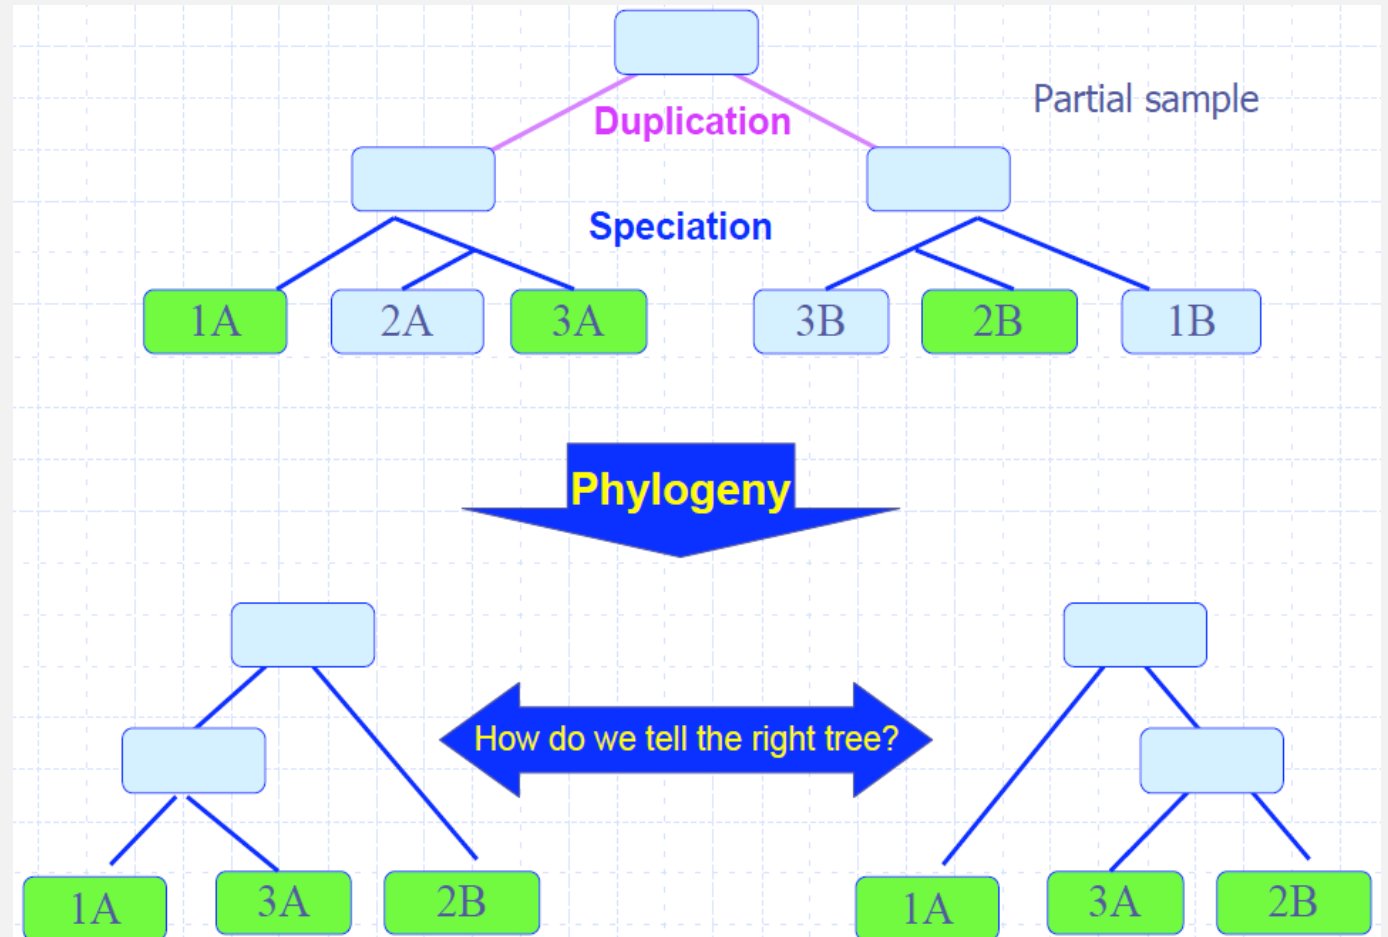 Partial sample
Duplication
Speciation
1A 2A 3A 3B 2B 1B
Phylogeny
How do we tell the right tree?
1A 3A 2B 1A 3A 2B